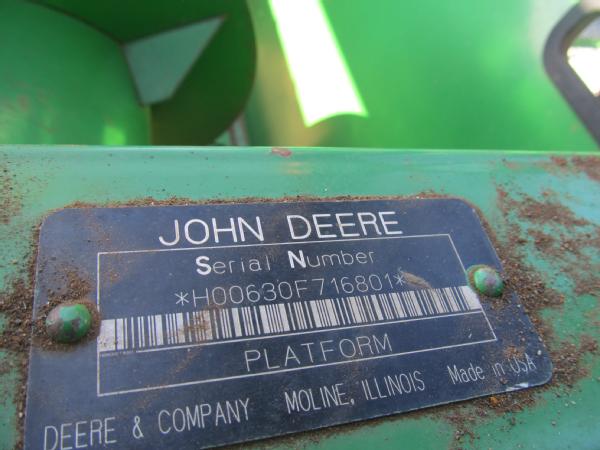 JOHN DEERE
Serial Number
*H00630F716801*
PLATFORM
DEERE & COMPANY MOLINE, ILLINOIS Made in USA